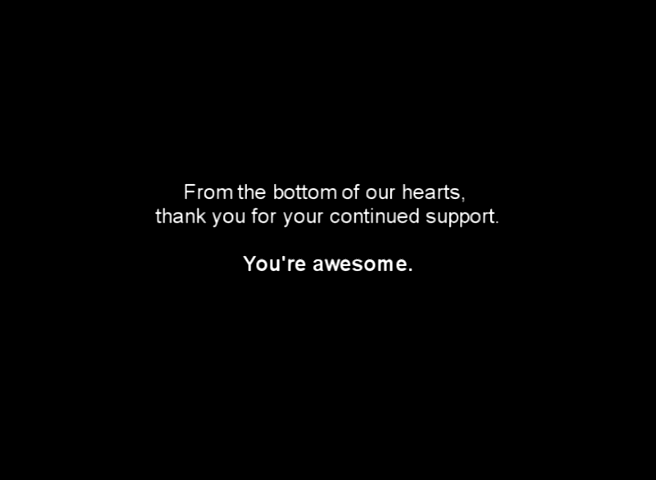 From the bottom of our hearts,
thank you for your continued support.
You're awesome.